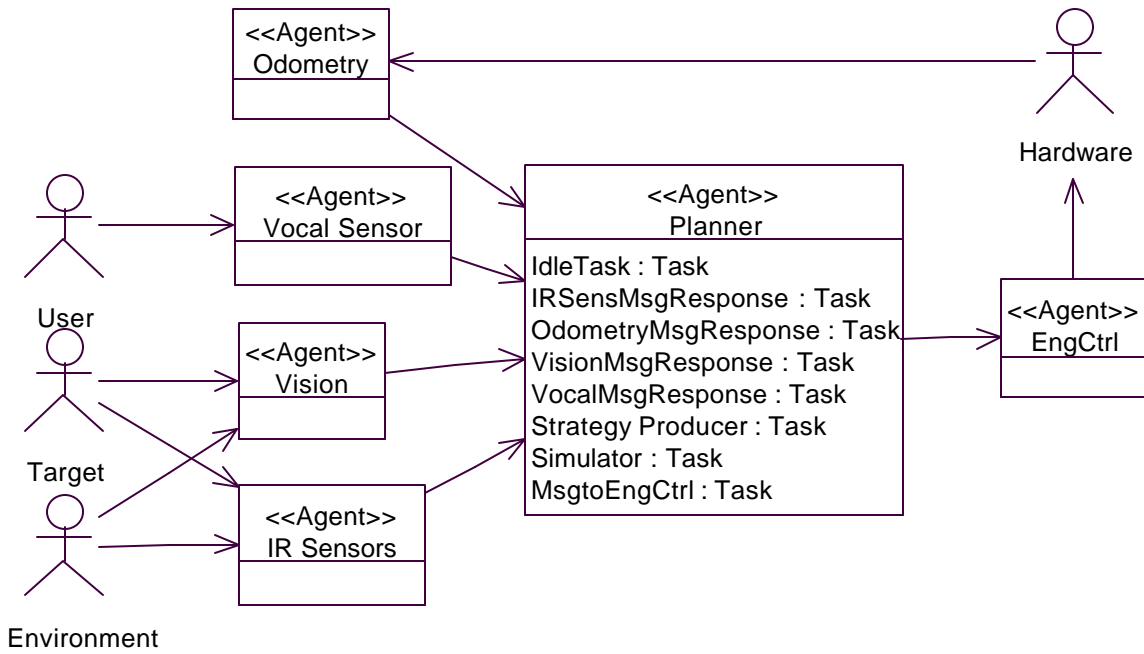 <<Agent>>
Odometry
Hardware
<<Agent>>
Vocal Sensor
User
<<Agent>>
Planner
IdleTask : Task
IRSensMsgResponse : Task
OdometryMsgResponse : Task
VisionMsgResponse : Task
VocalMsgResponse : Task
Strategy Producer : Task
Simulator : Task
MsgtoEngCtrl : Task
<<Agent>>
EngCtrl
<<Agent>>
Vision
Target
<<Agent>>
IR Sensors
Environment